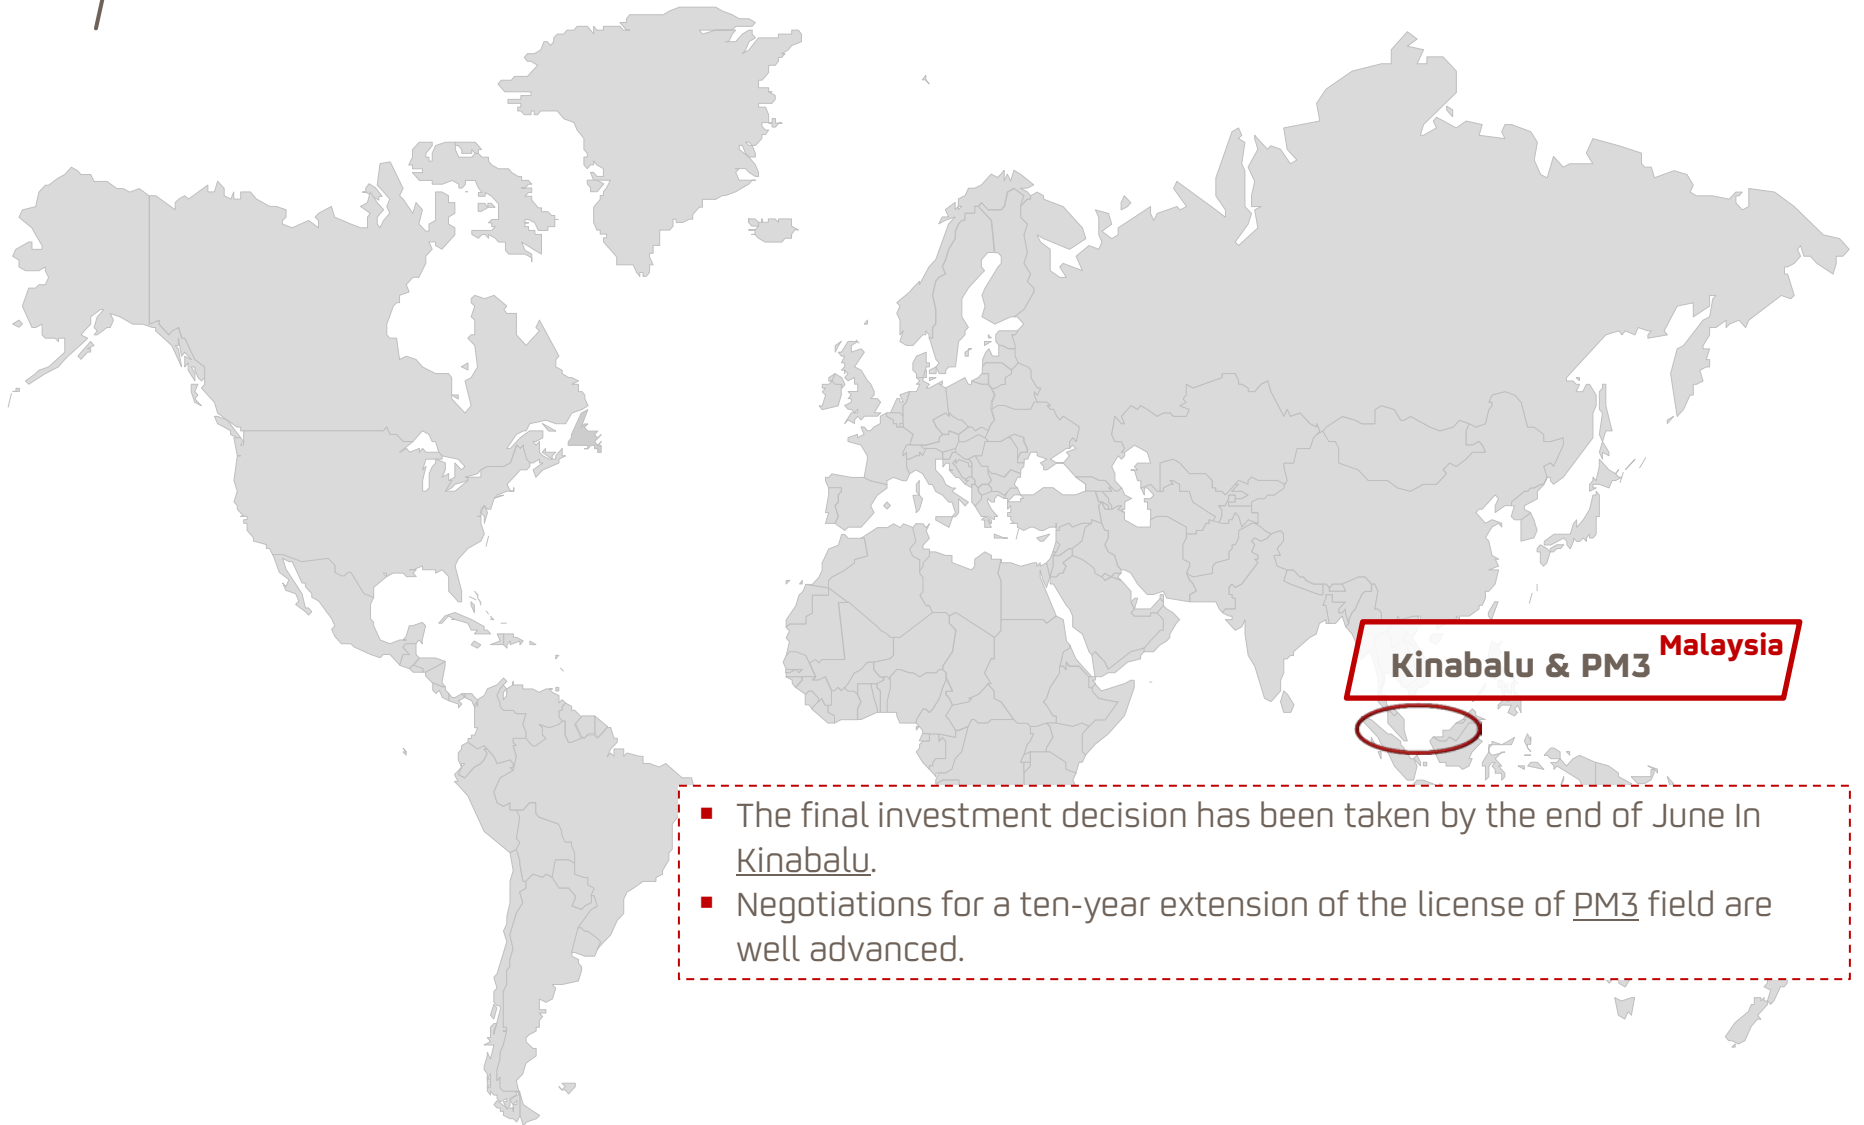 Malaysia
Kinabalu & PM3
▪ The final investment decision has been taken by the end of June In
Kinabalu.
▪ Negotiations for a ten-year extension of the license of PM3 field are
well advanced.